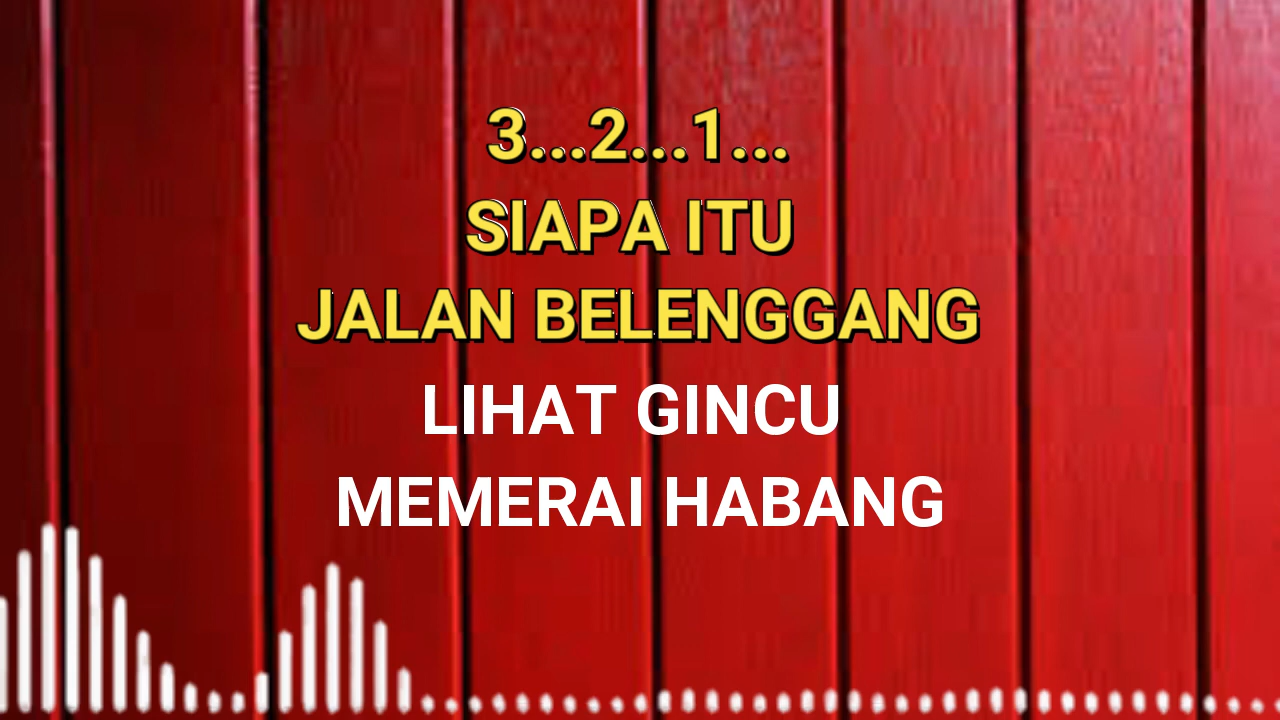 3...2...1...
SIAPA ITU
JALAN BELENGGANG
LIHAT GINCU
MEMERAI HABANG